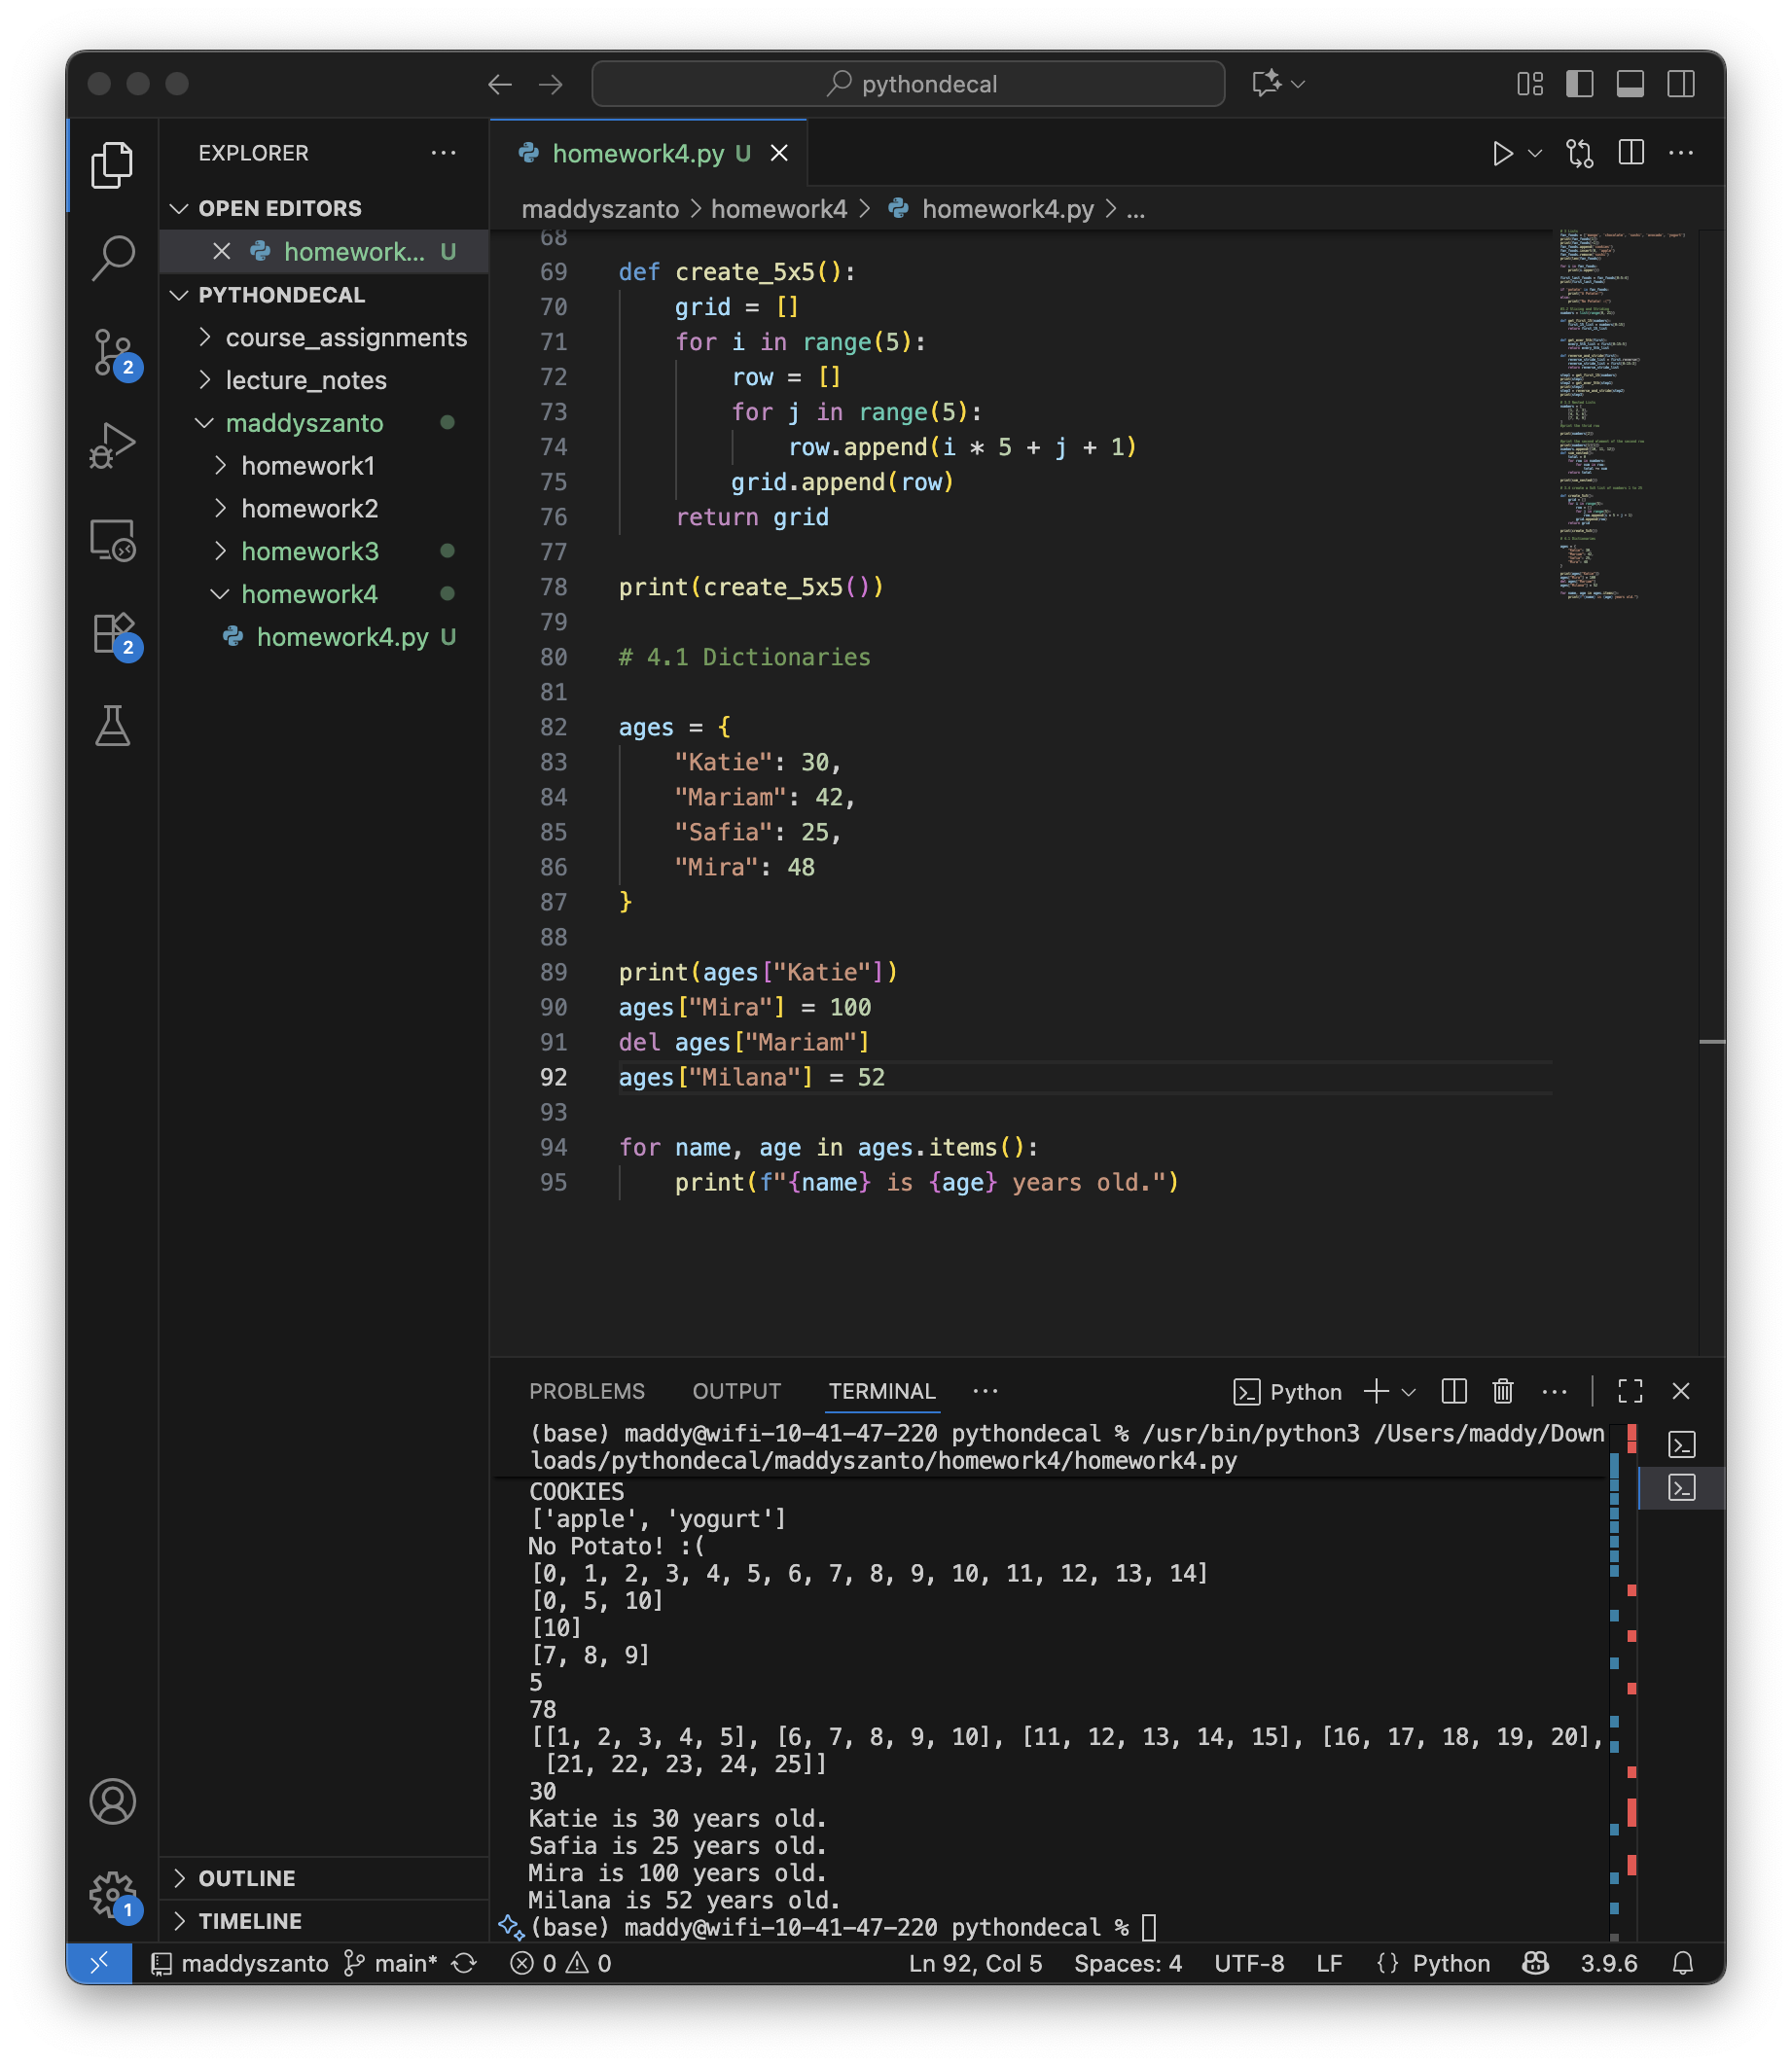 pythondecal
EXPLORER
OPEN EDITORS
homework... U
PYTHONDECAL
course_assignments
lecture_notes
maddyszanto
homework1
homework2
homework3
homework4
homework4.py U
2
2
1
OUTLINE
TIMELINE
homework4.py U
maddyszanto > homework4 > homework4.py > ...
68
69 def create_5x5():
70     grid = []
71     for i in range(5):
72         row = []
73         for j in range(5):
74             row.append(i * 5 + j + 1)
75         grid.append(row)
76     return grid
77
78 print(create_5x5())
79
80 # 4.1 Dictionaries
81
82 ages = {
83     "Katie": 30,
84     "Mariam": 42,
85     "Safia": 25,
86     "Mira": 48
87 }
88
89 print(ages["Katie"])
90 ages["Mira"] = 100
91 del ages["Mariam"]
92 ages["Milana"] = 52
93
94 for name, age in ages.items():
95     print(f"{name} is {age} years old.")
PROBLEMS OUTPUT TERMINAL ... Python
(base) maddy@wifi-10-41-47-220 pythondecal % /usr/bin/python3 /Users/maddy/Down
loads/pythondecal/maddyszanto/homework4/homework4.py
COOKIES
['apple', 'yogurt']
No Potato! :(
[0, 1, 2, 3, 4, 5, 6, 7, 8, 9, 10, 11, 12, 13, 14]
[0, 5, 10]
[10]
[7, 8, 9]
5
78
[[1, 2, 3, 4, 5], [6, 7, 8, 9, 10], [11, 12, 13, 14, 15], [16, 17, 18, 19, 20],
[21, 22, 23, 24, 25]]
30
Katie is 30 years old.
Safia is 25 years old.
Mira is 100 years old.
Milana is 52 years old.
(base) maddy@wifi-10-41-47-220 pythondecal %
maddyszanto main* 0 0 Ln 92, Col 5 Spaces: 4 UTF-8 LF {} Python 3.9.6